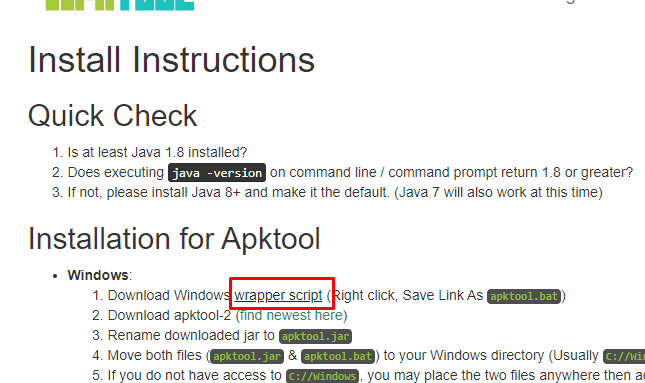 Install Instructions
Quick Check
1. Is at least Java 1.8 installed?
2. Does executing java -version on command line / command prompt return 1.8 or greater?
3. If not, please install Java 8+ and make it the default. (Java 7 will also work at this time)
Installation for Apktool
• Windows:
1. Download Windows wrapper script (Right click, Save Link As apktool.bat)
2. Download apktool-2 (find newest here)
3. Rename downloaded jar to apktool.jar
4. Move both files (apktool.jar & apktool.bat) to your Windows directory (Usually C://Wi
5. If you do not have access to C://Windows, you may place the two files anywhere then a